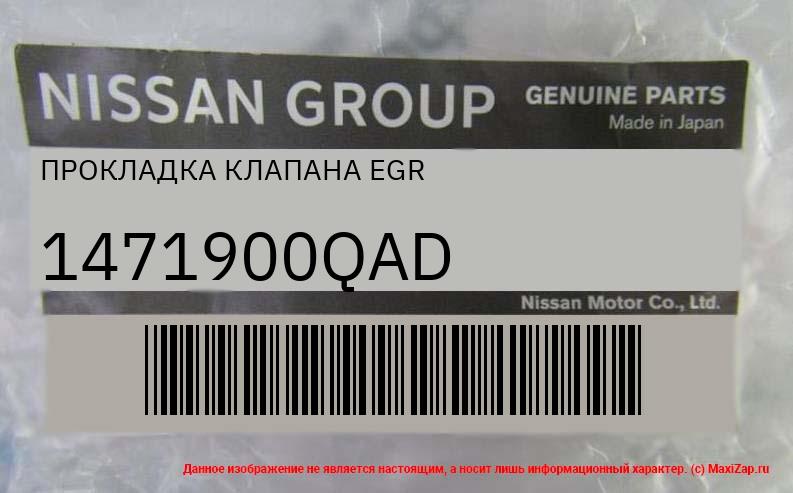 NISSAN GROUP
GENUINE PARTS
Made in Japan
ПРОКЛАДКА КЛАПАНА EGR
1471900QAD
Nissan Motor Co., Ltd.
Данное изображение не является настоящим, а носит лишь информационный характер. (c) MaxiZap.ru